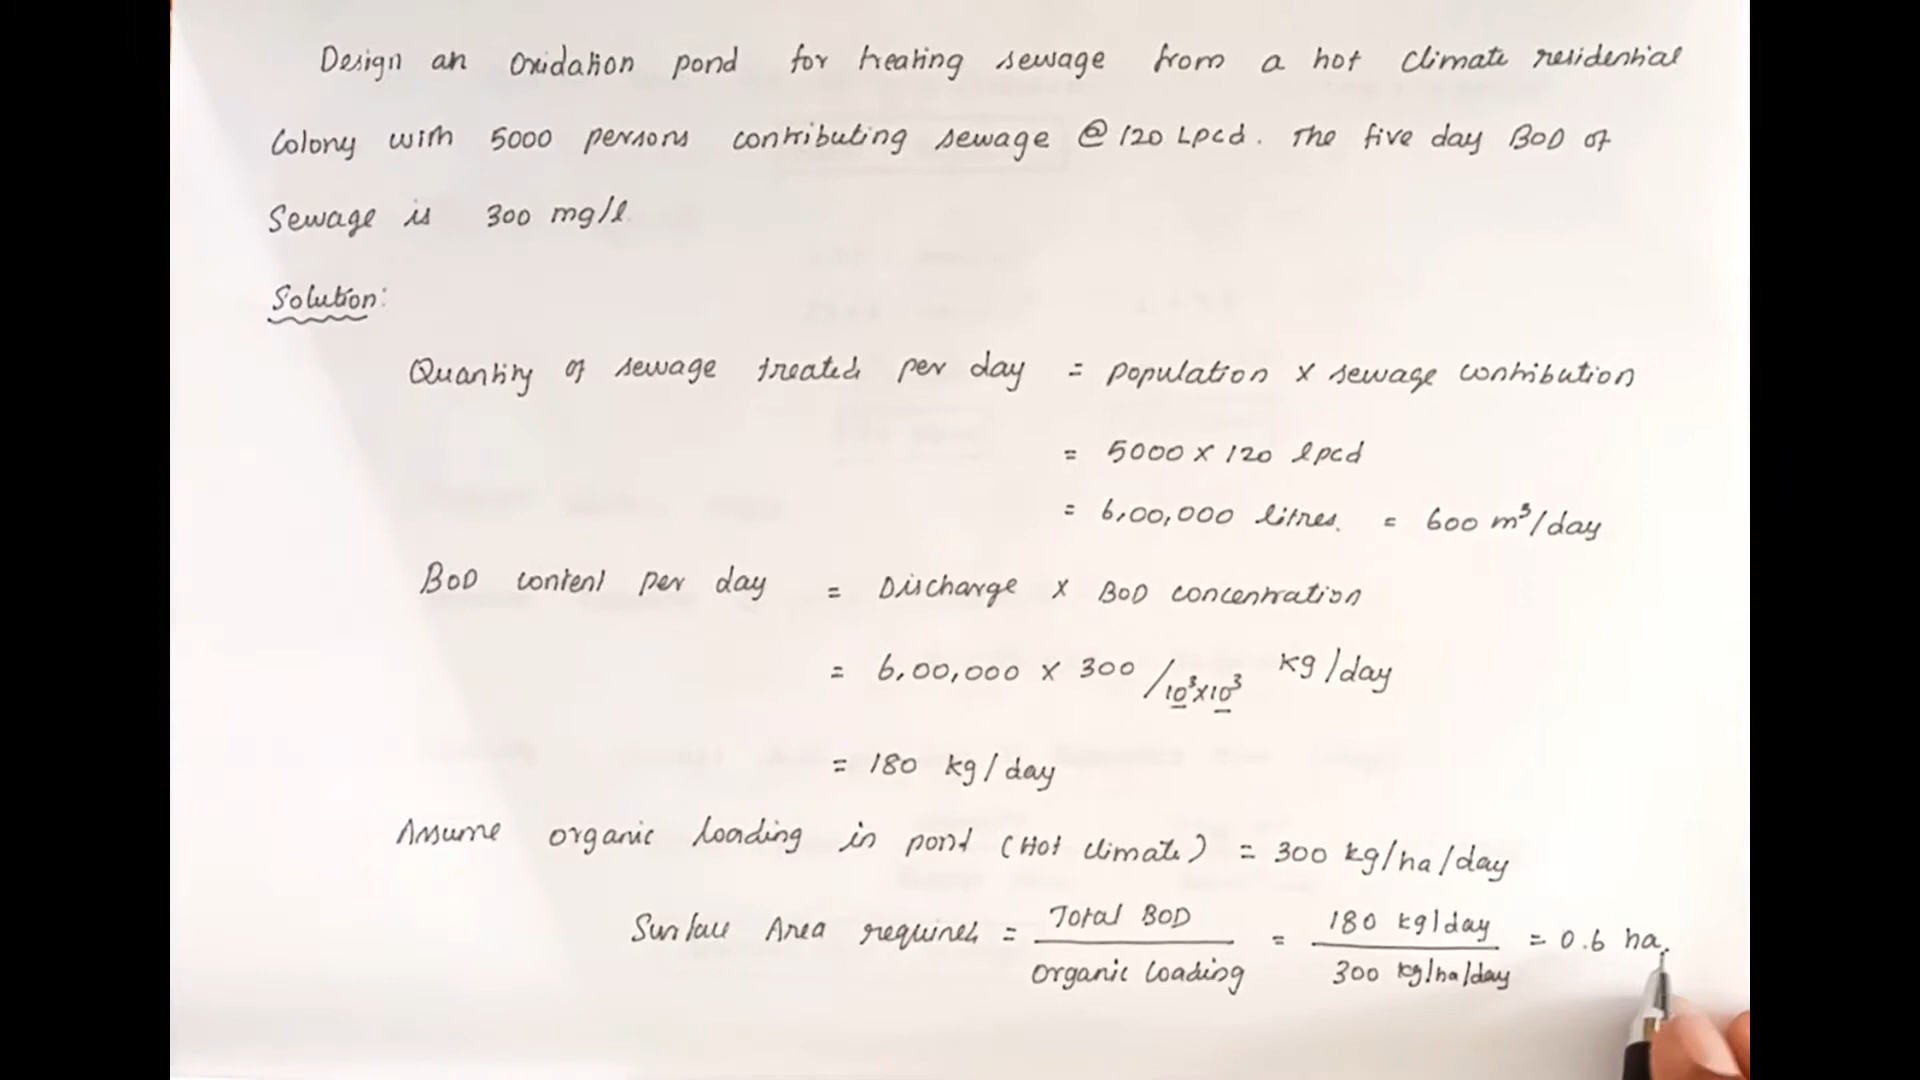 Design an Oxidation pond for treating sewage from a hot climate residential
Colony with 5000 persons contributing sewage @ 120 Lpcd. The five day BOD of
Sewage is 300 mg/l.
Solution:
Quantity of sewage treated per day = population x sewage contribution
= 5000 x 120 lpcd
= 6,00,000 litres. = 600 m³/day
BOD content per day = Discharge x BOD concentration
= 6,00,000 x 300 /10³x10³ kg/day
= 180 kg/day
Assume organic loading in pond (Hot climate) = 300 kg/ha/day
Surface Area required = Total BOD / Organic loading = 180 kg/day / 300 kg/ha/day = 0.6 ha.